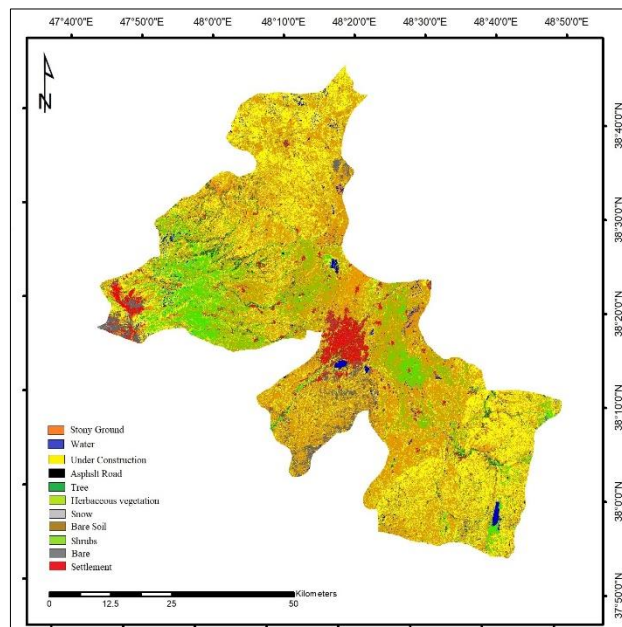 47°40'0"E 47°50'0"E 48°0'0"E 48°10'0"E 48°20'0"E 48°30'0"E 48°40'0"E 48°50'0"E
N
38°40'0"N
38°30'0"N
38°20'0"N
38°10'0"N
38°0'0"N
37°50'0"N
Stony Ground
Water
Under Construction
Asphalt Road
Tree
Herbaceous vegetation
Snow
Bare Soil
Shrubs
Bare
Settlement
Kilometers
0 12.5 25 50